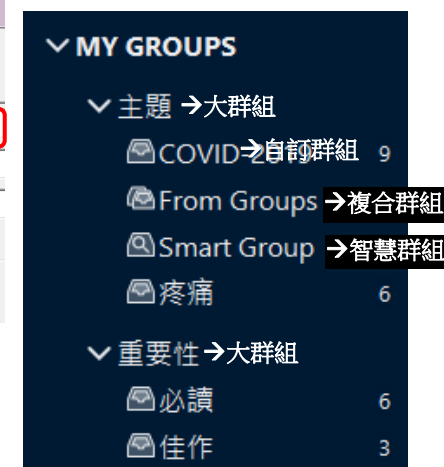 MY GROUPS
主題 →大群組
COVID-2019 →自訂群組 9
From Groups →複合群組
Smart Group →智慧群組
疼痛 6
重要性→大群組
必讀 6
佳作 3